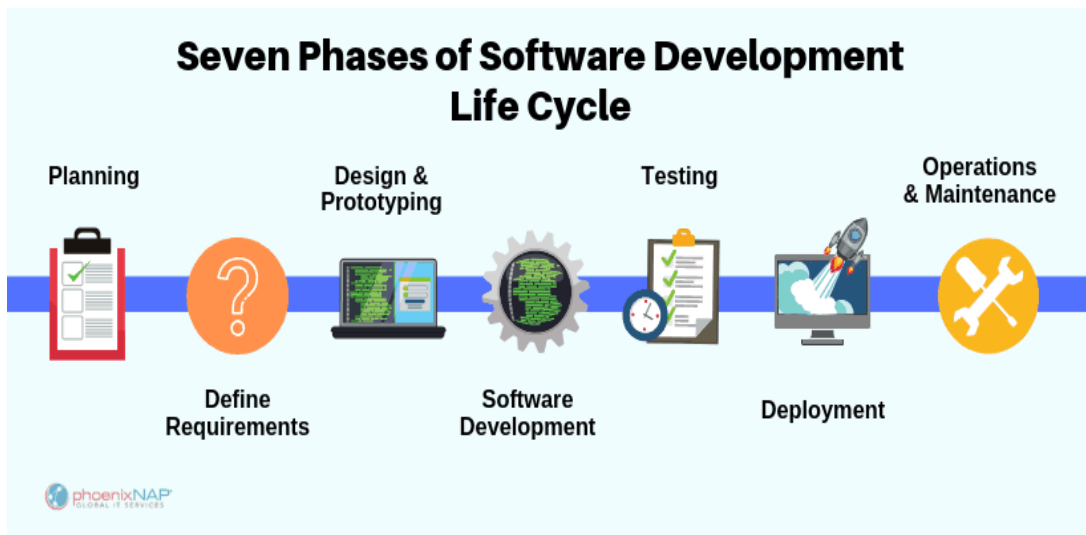 Seven Phases of Software Development
Life Cycle
Planning
Define
Requirements
Design &
Prototyping
Software
Development
Testing
Deployment
Operations
& Maintenance
phoenixNAP
GLOBAL IT SERVICES